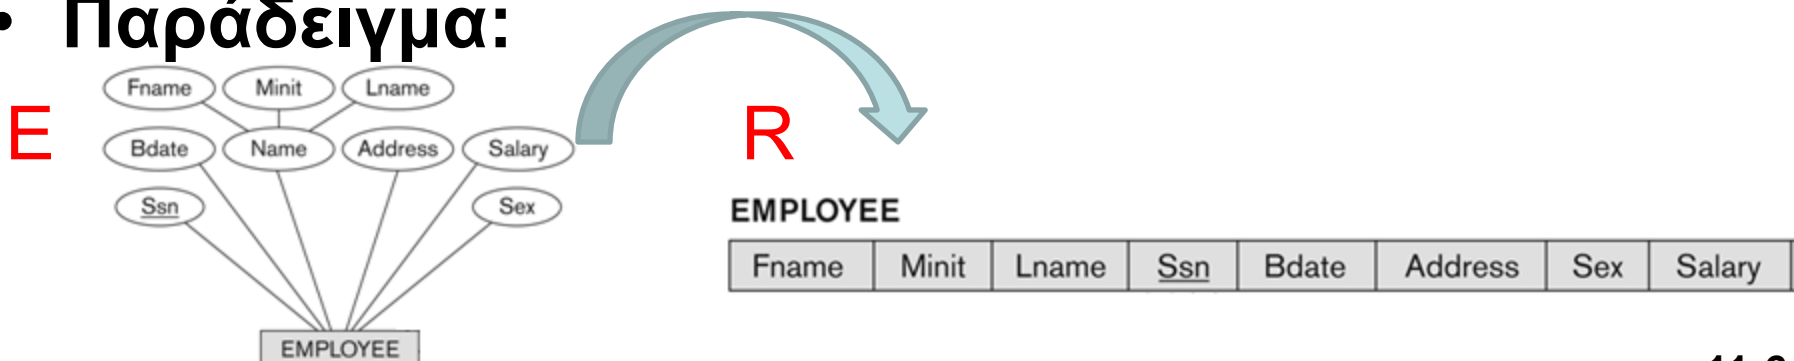 • Παράδειγμα:
Fname Minit Lname
E
Bdate Name Address Salary
Ssn Sex
EMPLOYEE
R
EMPLOYEE
Fname Minit Lname Ssn Bdate Address Sex Salary